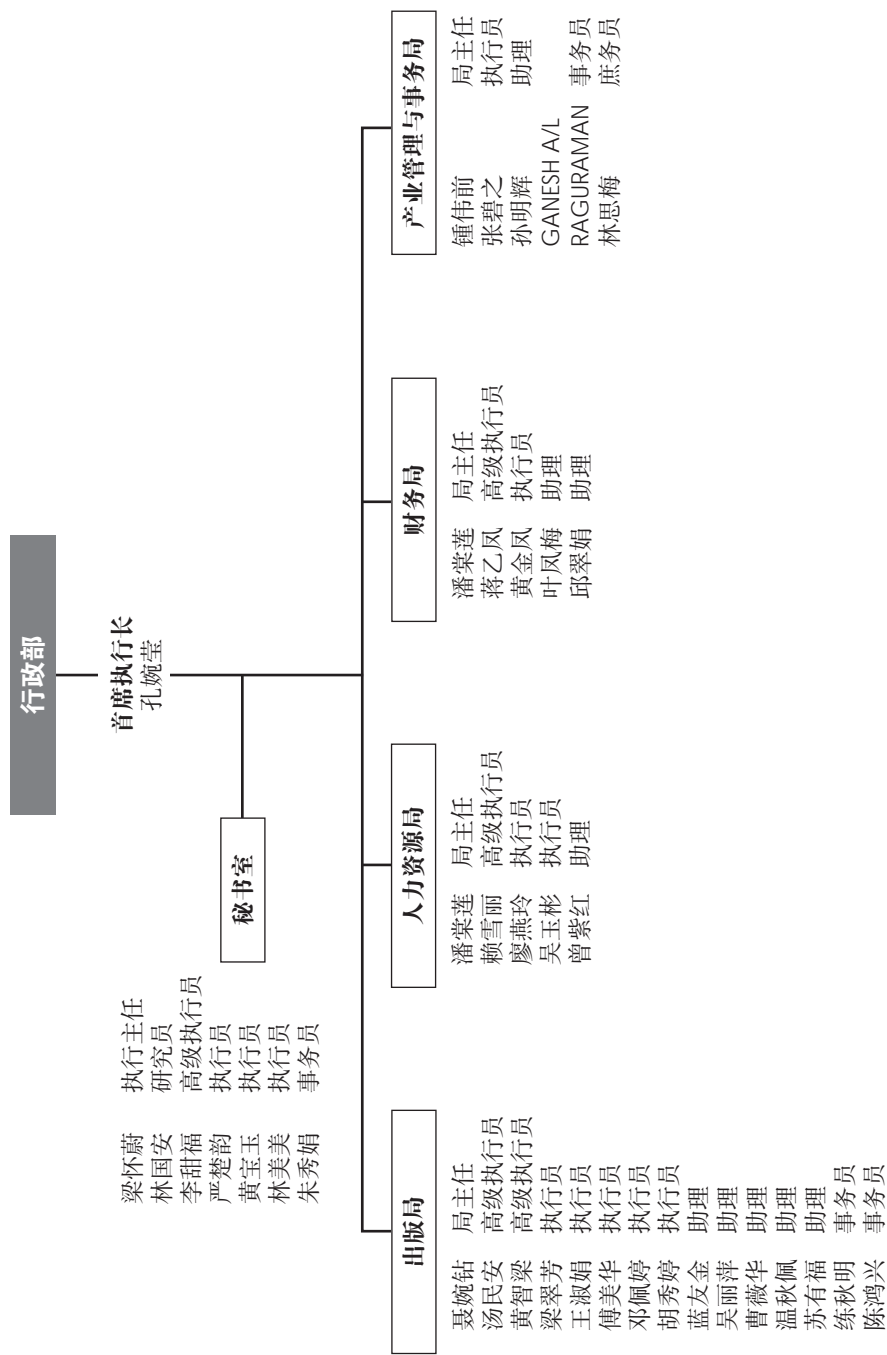 行政部
首席执行长
孔婉莹
秘书室
梁怀蔚 执行主任
林国安 研究员
李甜福 高级执行员
严楚韵 执行员
黄宝玉 执行员
林美美 执行员
朱秀娟 事务员
出版局
聂婉钻 局主任
汤民安 高级执行员
黄智梁 高级执行员
梁翠芳 执行员
王淑娟 执行员
傅美华 执行员
邓佩婷 执行员
胡秀婷 执行员
蓝友金 助理
吴丽萍 助理
曹薇华 助理
温秋佩 助理
苏有福 助理
练秋明 事务员
陈鸿兴 事务员
人力资源局
潘棠莲 局主任
赖雪丽 高级执行员
廖燕玲 执行员
吴玉彬 执行员
曾紫红 助理
财务局
潘棠莲 局主任
蒋乙凤 高级执行员
黄金凤 执行员
叶凤梅 助理
邱翠娟 助理
产业管理与事务局
锺伟前 局主任
张碧之 执行员
孙明辉 助理
GANESH A/L
RAGURAMAN 事务员
林思梅 庶务员